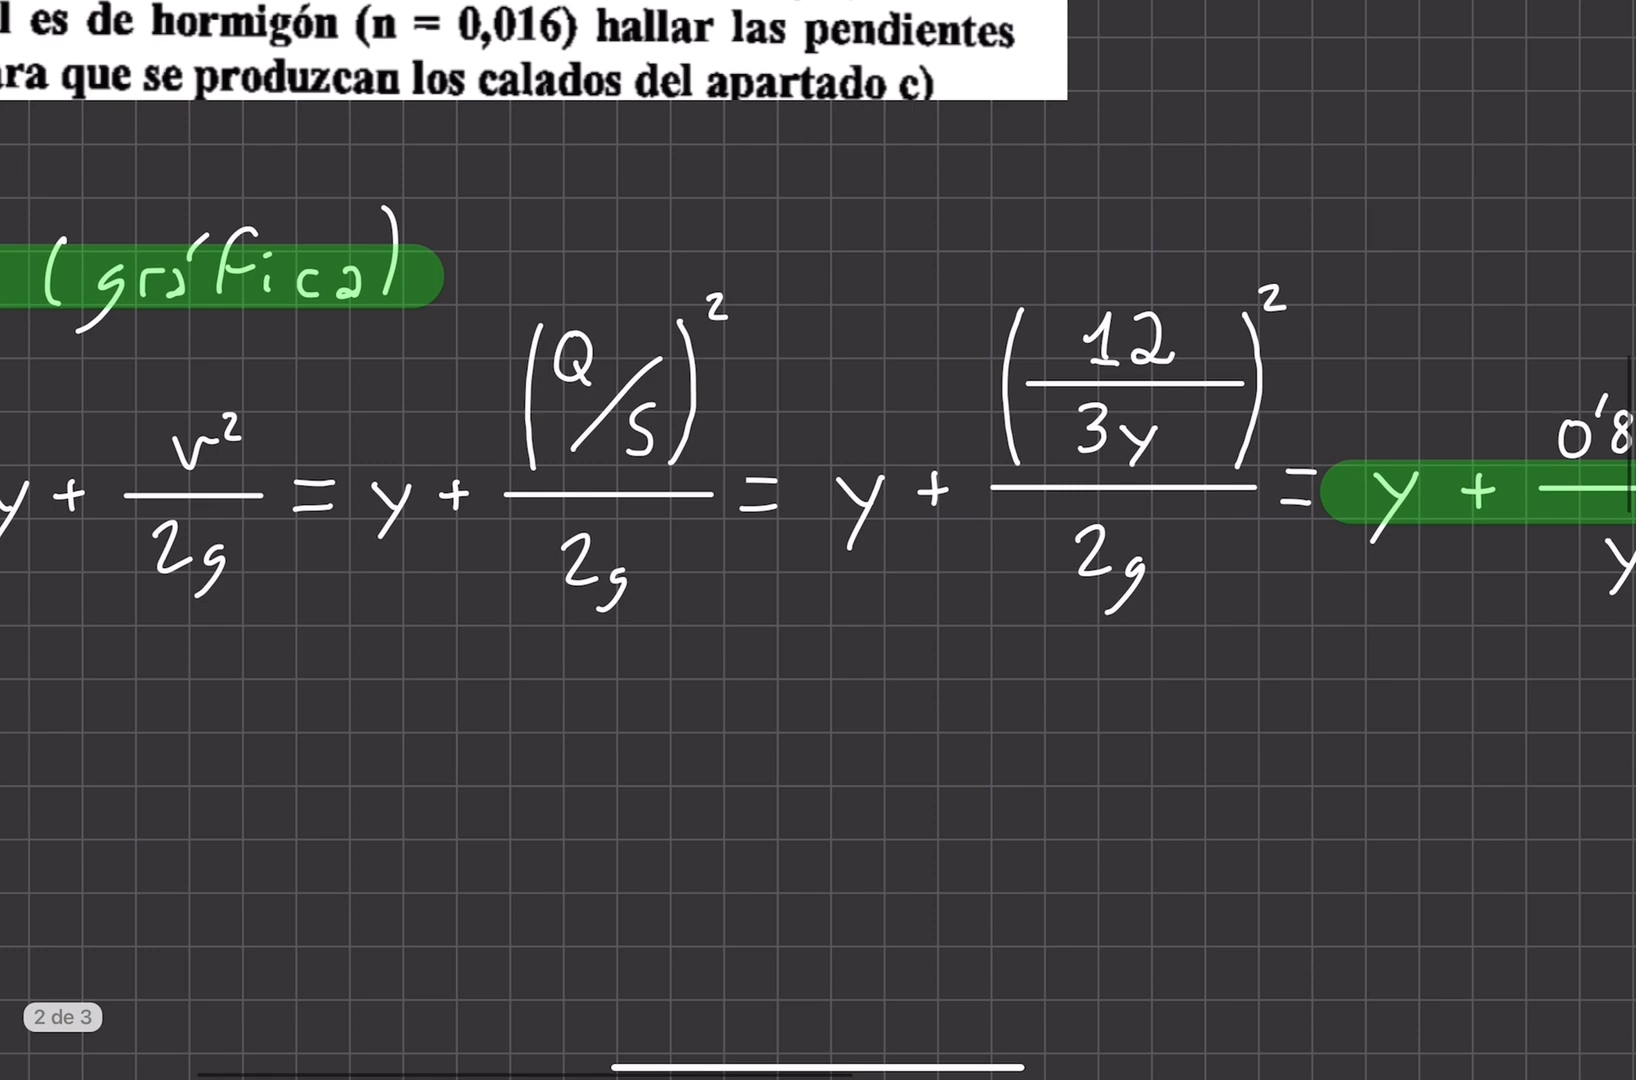 l es de hormigón (n = 0,016) hallar las pendientes
ara que se produzcan los calados del apartado c)
(gráfica)
y + v²/2g = y + (Q/S)²/2g = y + (12/3y)²/2g = y + 0'8/y
2 de 3